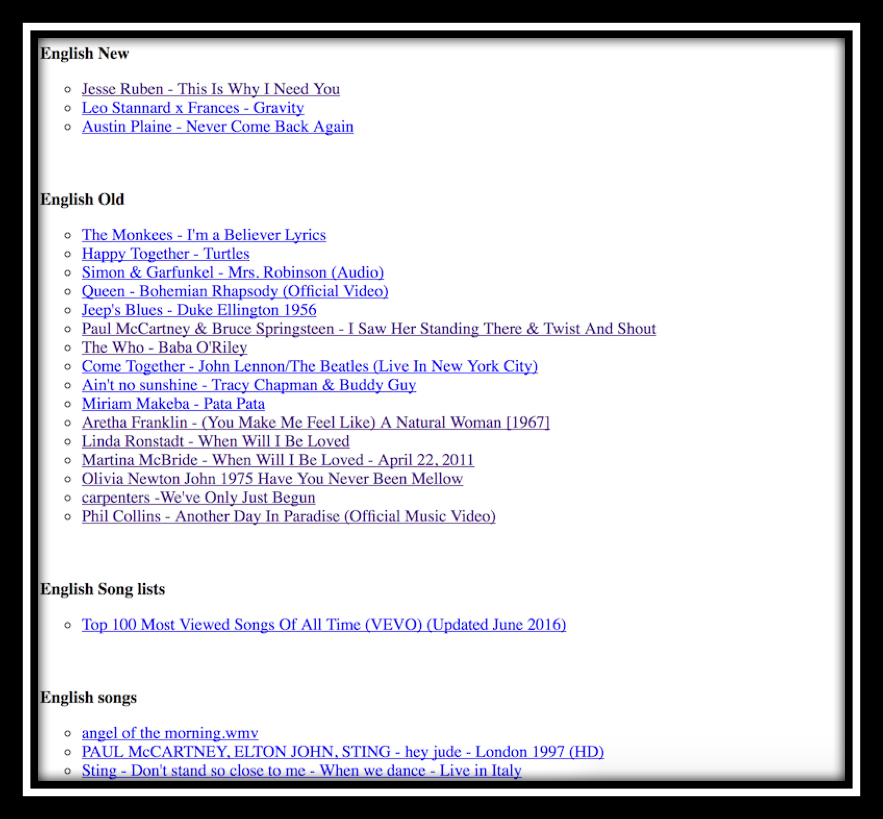 English New
Jesse Ruben - This Is Why I Need You
Leo Stannard x Frances - Gravity
Austin Plaine - Never Come Back Again
English Old
The Monkees - I'm a Believer Lyrics
Happy Together - Turtles
Simon & Garfunkel - Mrs. Robinson (Audio)
Queen - Bohemian Rhapsody (Official Video)
Jeep's Blues - Duke Ellington 1956
Paul McCartney & Bruce Springsteen - I Saw Her Standing There & Twist And Shout
The Who - Baba O'Riley
Come Together - John Lennon/The Beatles (Live In New York City)
Ain't no sunshine - Tracy Chapman & Buddy Guy
Miriam Makeba - Pata Pata
Aretha Franklin - (You Make Me Feel Like) A Natural Woman [1967]
Linda Ronstadt - When Will I Be Loved
Martina McBride - When Will I Be Loved - April 22, 2011
Olivia Newton John 1975 Have You Never Been Mellow
carpenters -We've Only Just Begun
Phil Collins - Another Day In Paradise (Official Music Video)
English Song lists
Top 100 Most Viewed Songs Of All Time (VEVO) (Updated June 2016)
English songs
angel of the morning.wmv
PAUL McCARTNEY, ELTON JOHN, STING - hey jude - London 1997 (HD)
Sting - Don't stand so close to me - When we dance - Live in Italy